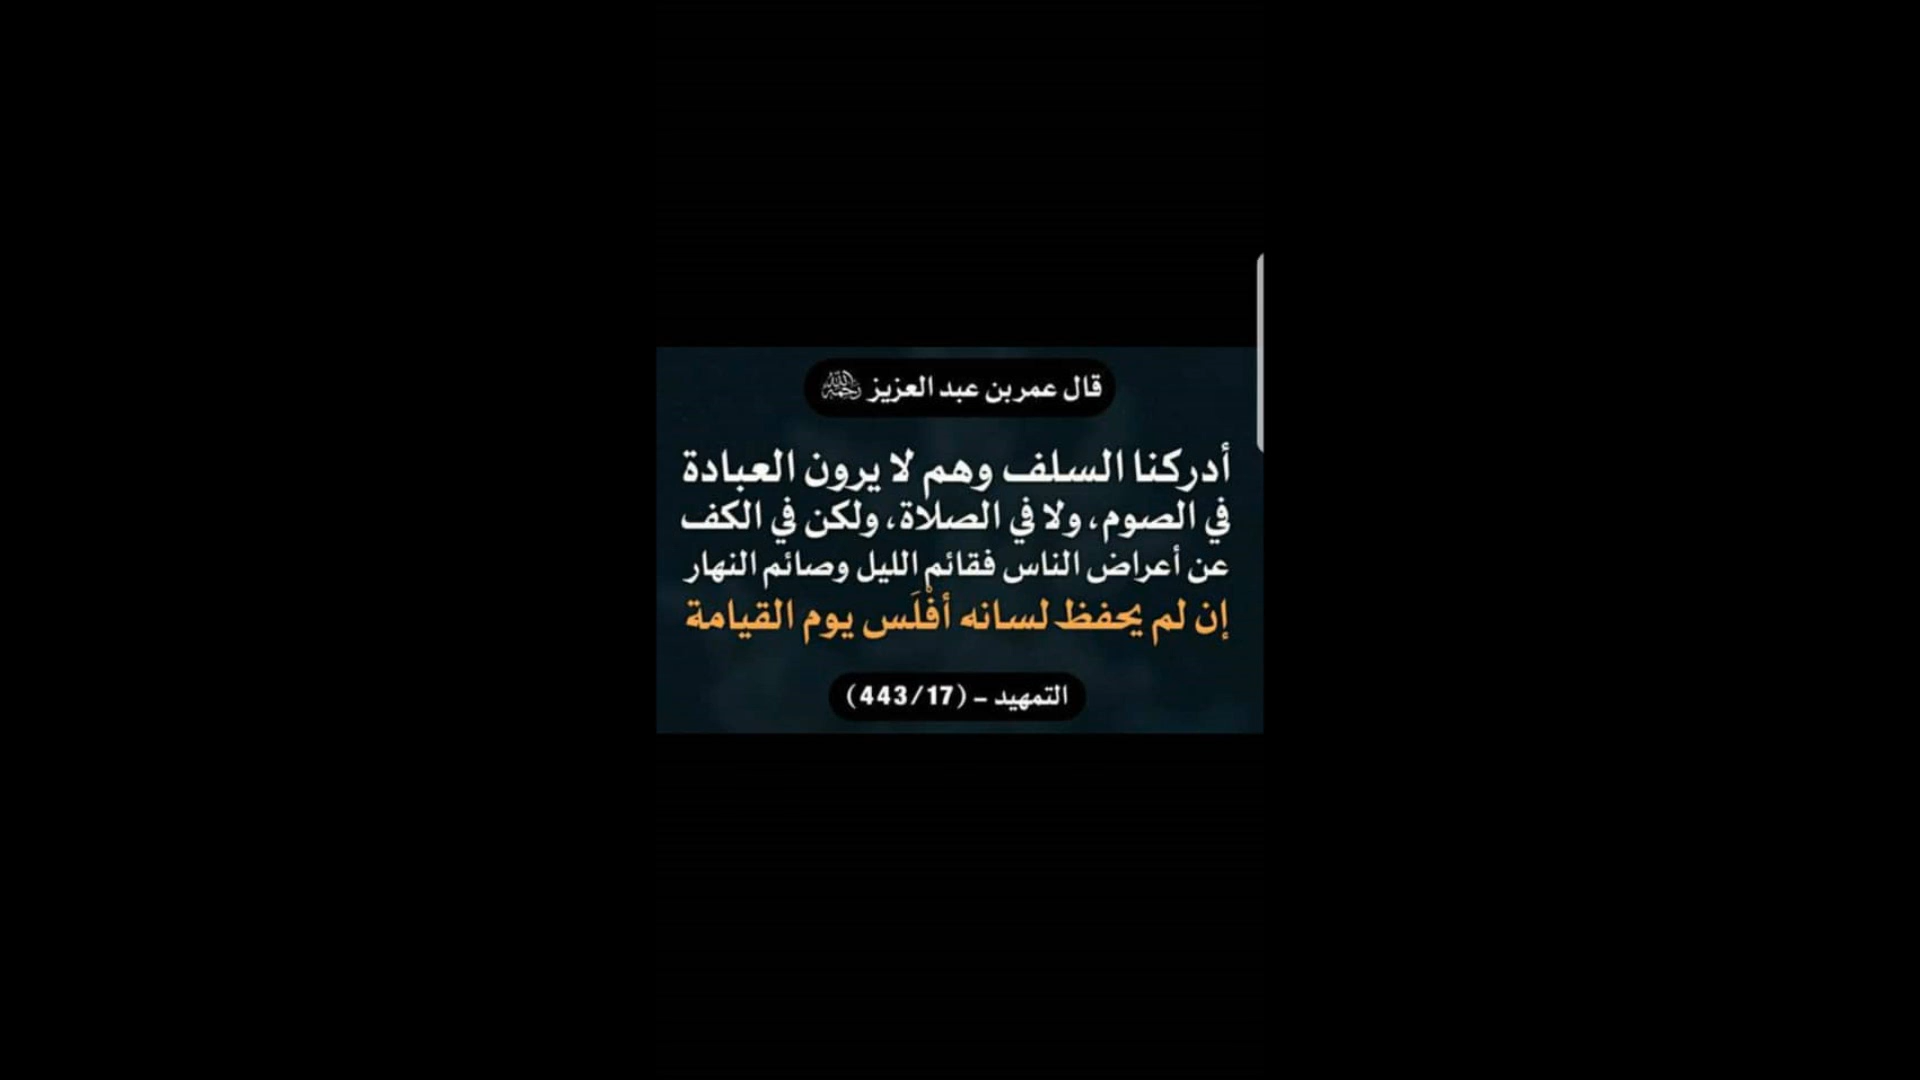 قال عمر بن عبد العزيز رحمه الله
أدركنا السلف وهم لا يرون العبادة
في الصوم، ولا في الصلاة، ولكن في الكف
عن أعراض الناس فقائم الليل وصائم النهار
إن لم يحفظ لسانه أفْلَس يوم القيامة
التمهيد – (443/17)